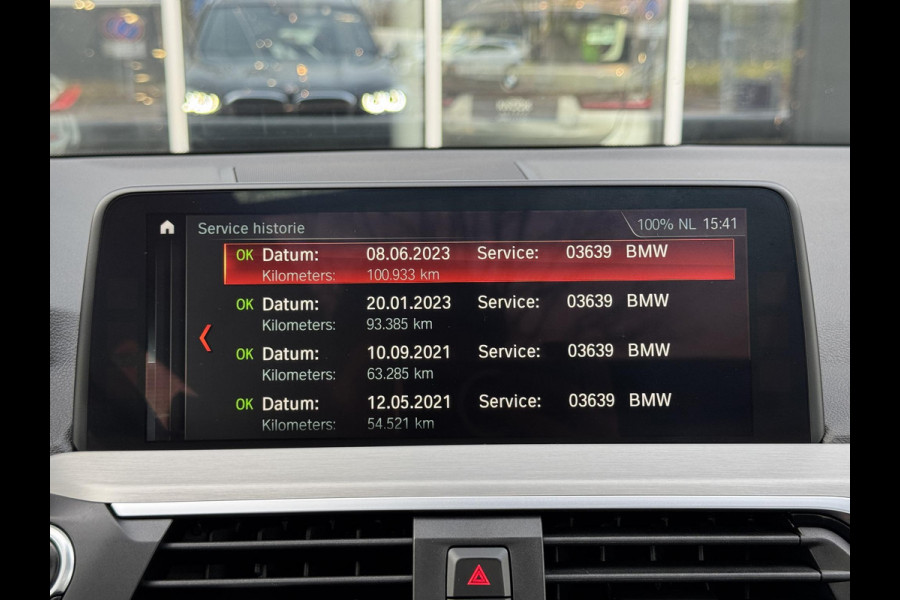 Service historie 100% NL 15:41
OK Datum: 08.06.2023 Service: 03639 BMW
Kilometers: 100.933 km
OK Datum: 20.01.2023 Service: 03639 BMW
Kilometers: 93.385 km
OK Datum: 10.09.2021 Service: 03639 BMW
Kilometers: 63.285 km
OK Datum: 12.05.2021 Service: 03639 BMW
Kilometers: 54.521 km